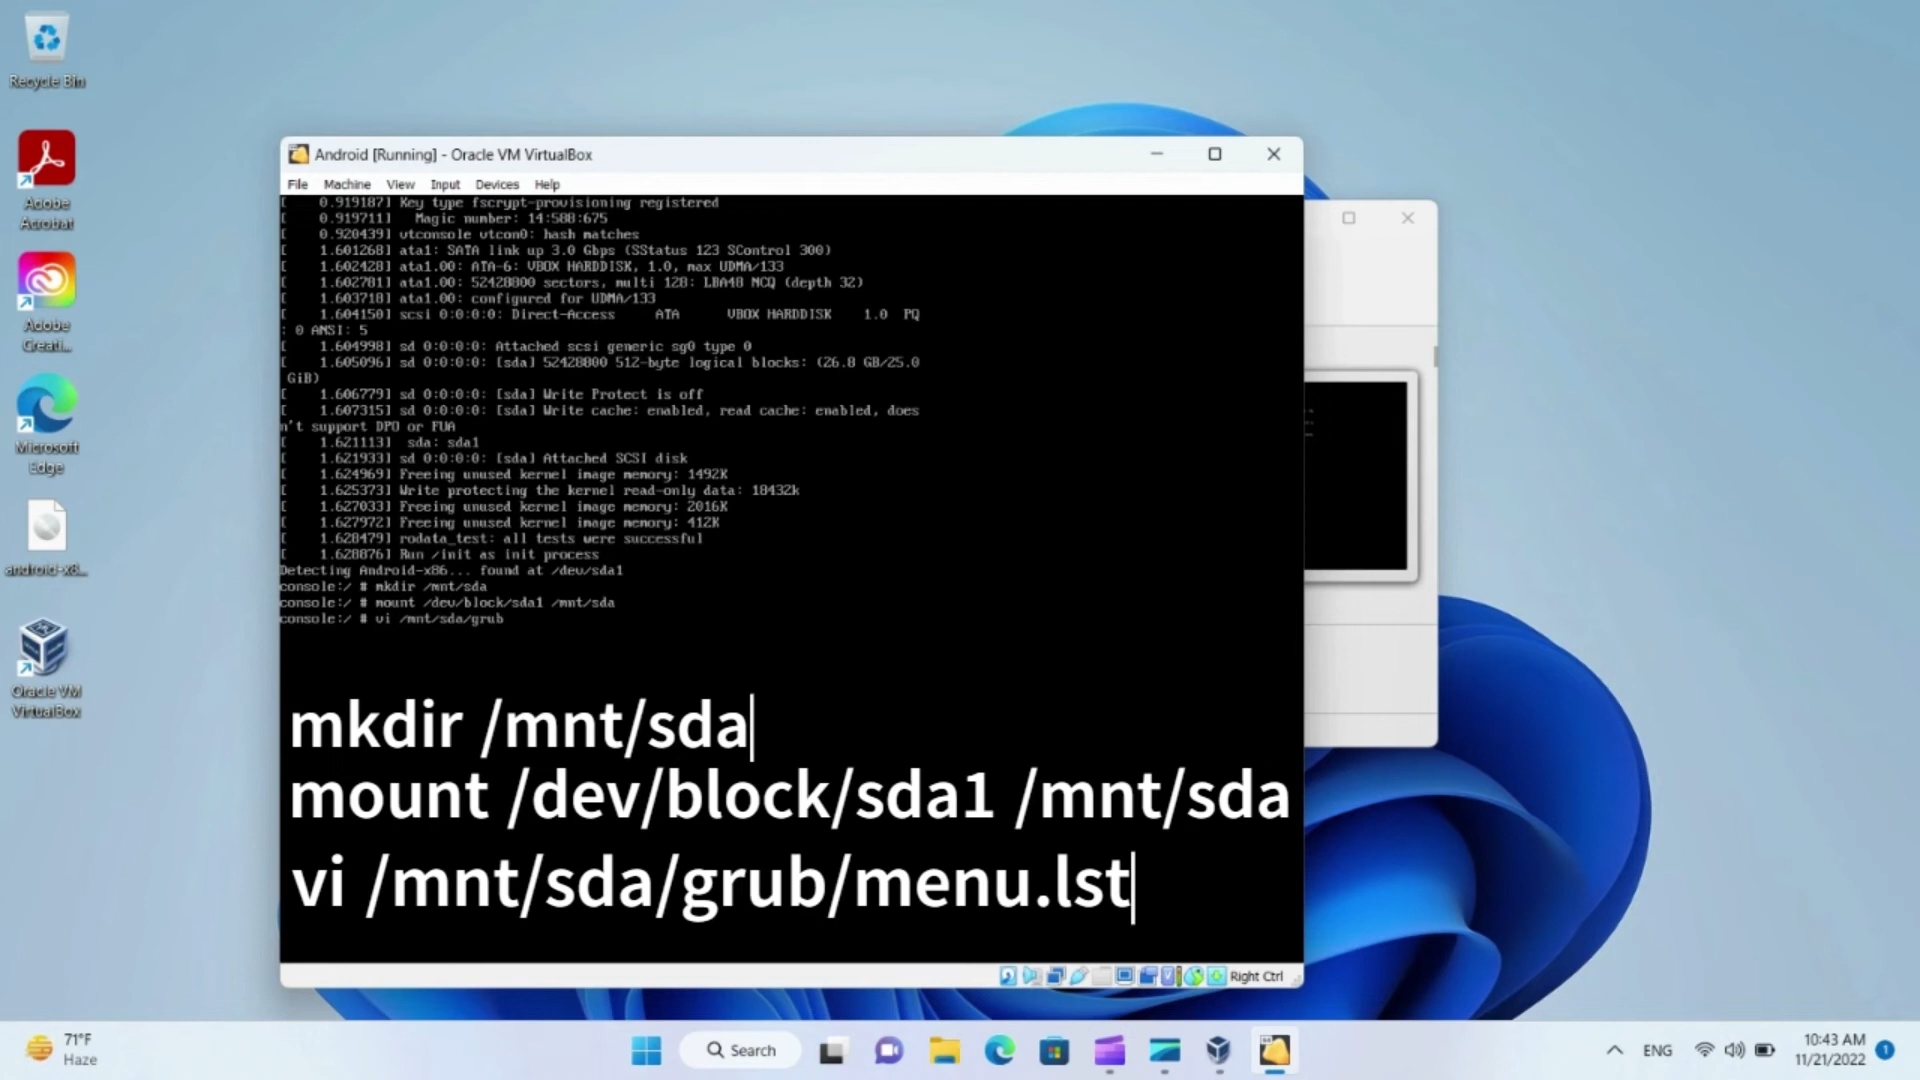 Recycle Bin
Adobe
Acrobat
Adobe
Creati...
Microsoft
Edge
android-x8...
Oracle VM
VirtualBox
Android [Running] - Oracle VM VirtualBox
File Machine View Input Devices Help
[ 0.919187] Key type fscrypt-provisioning registered
[ 0.919711] Magic number: 14:588:675
[ 0.920439] vtconsole vtcon0: hash matches
[ 1.601268] ata1: SATA link up 3.0 Gbps (SStatus 123 SControl 300)
[ 1.602428] ata1.00: ATA-6: VBOX HARDDISK, 1.0, max UDMA/133
[ 1.602781] ata1.00: 52428800 sectors, multi 128: LBA48 NCQ (depth 32)
[ 1.603718] ata1.00: configured for UDMA/133
[ 1.604150] scsi 0:0:0:0: Direct-Access ATA VBOX HARDDISK 1.0 PQ
: 0 ANSI: 5
[ 1.604998] sd 0:0:0:0: Attached scsi generic sg0 type 0
[ 1.605096] sd 0:0:0:0: [sda] 52428800 512-byte logical blocks: (26.8 GB/25.0
GiB)
[ 1.606779] sd 0:0:0:0: [sda] Write Protect is off
[ 1.607315] sd 0:0:0:0: [sda] Write cache: enabled, read cache: enabled, does
n't support DPO or FUA
[ 1.621113] sda: sda1
[ 1.621933] sd 0:0:0:0: [sda] Attached SCSI disk
[ 1.624969] Freeing unused kernel image memory: 1492K
[ 1.625373] Write protecting the kernel read-only data: 18432k
[ 1.627033] Freeing unused kernel image memory: 2016K
[ 1.627972] Freeing unused kernel image memory: 412K
[ 1.628479] rodata_test: all tests were successful
[ 1.628876] Run /init as init process
Detecting Android-x86... found at /dev/sda1
console:/ # mkdir /mnt/sda
console:/ # mount /dev/block/sda1 /mnt/sda
console:/ # vi /mnt/sda/grub
mkdir /mnt/sda
mount /dev/block/sda1 /mnt/sda
vi /mnt/sda/grub/menu.lst
Right Ctrl
71°F
Haze
Search
ENG
10:43 AM
11/21/2022
1